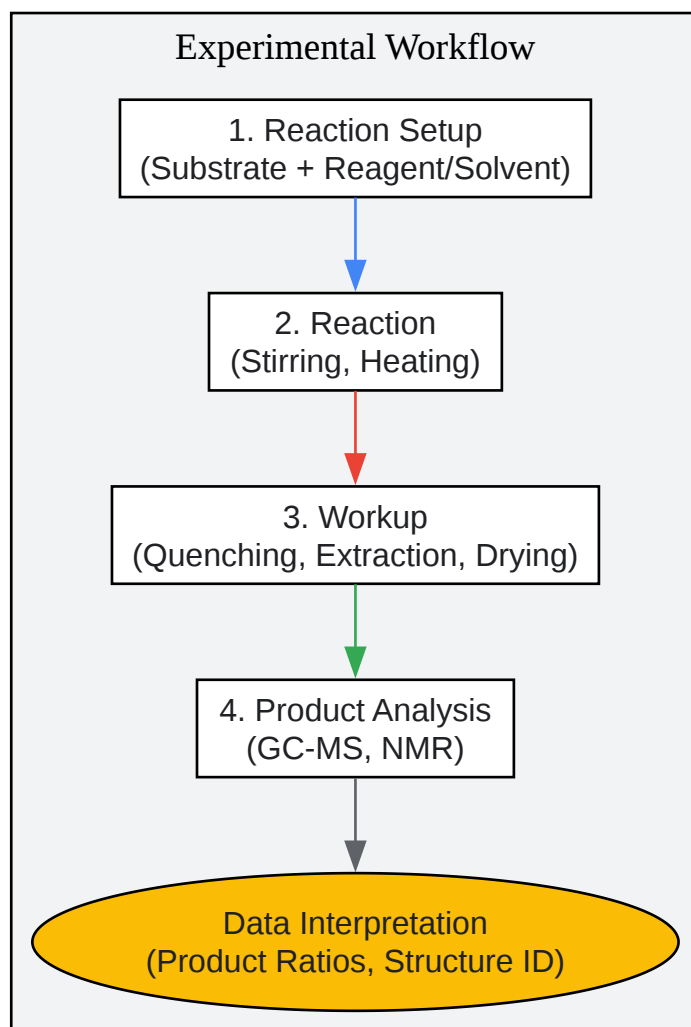 Experimental Workflow
1. Reaction Setup
(Substrate + Reagent/Solvent)
2. Reaction
(Stirring, Heating)
3. Workup
(Quenching, Extraction, Drying)
4. Product Analysis
(GC-MS, NMR)
Data Interpretation
(Product Ratios, Structure ID)